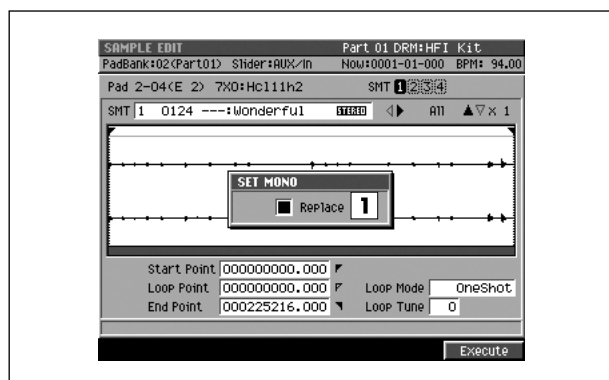 SAMPLE EDIT Part 01 DRM:HFI Kit
PadBank:02(Part01) Slider:AUX/In Now:0001-01-000 BPM: 94.00
Pad 2-04(E 2) 7X0:Hcl11h2 SMT 1 2 3 4
SMT 1 0124 ---:Wonderful STEREO All x 1
SET MONO
Replace 1
Start Point 000000000.000
Loop Point 000000000.000 Loop Mode OneShot
End Point 000225216.000 Loop Tune 0
Execute